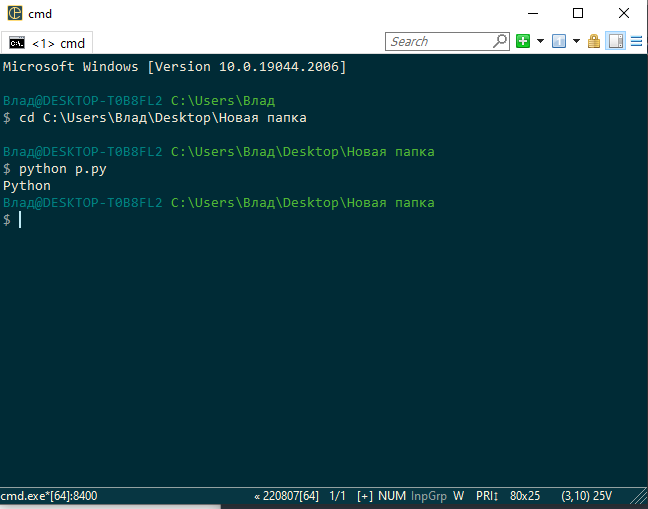 cmd
<1> cmd
Search
Microsoft Windows [Version 10.0.19044.2006]
Влад@DESKTOP-T0B8FL2 C:\Users\Влад
$ cd C:\Users\Влад\Desktop\Новая папка
Влад@DESKTOP-T0B8FL2 C:\Users\Влад\Desktop\Новая папка
$ python p.py
Python
Влад@DESKTOP-T0B8FL2 C:\Users\Влад\Desktop\Новая папка
$
cmd.exe*[64]:8400 « 220807[64] 1/1 [+] NUM InpGrp W PRI↕ 80x25 (3,10) 25V